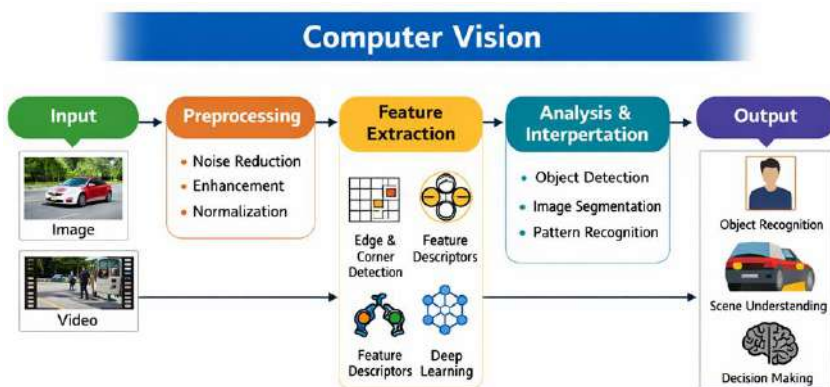 Computer Vision
Input
Image
Video
Preprocessing
• Noise Reduction
• Enhancement
• Normalization
Feature
Extraction
Edge &
Corner
Detection
Feature
Descriptors
Feature
Descriptors
Deep
Learning
Analysis &
Interpertation
• Object Detection
• Image Segmentation
• Pattern Recognition
Output
Object Recognition
Scene Understanding
Decision Making